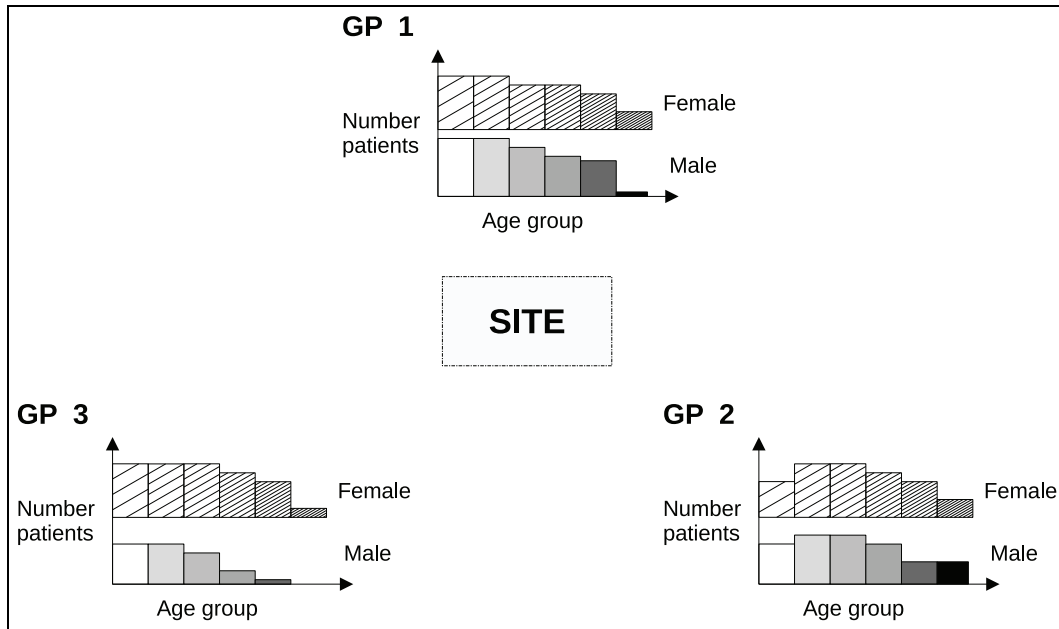 GP 1
Number
patients
Female
Male
Age group
SITE
GP 3
Number
patients
Female
Male
Age group
GP 2
Number
patients
Female
Male
Age group